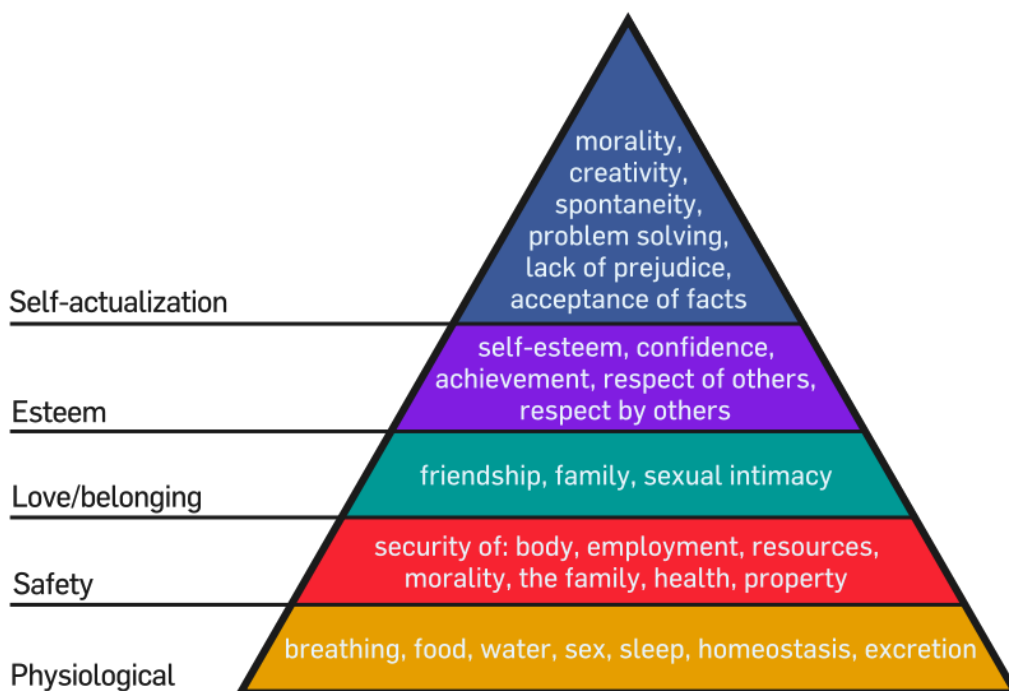 morality,
creativity,
spontaneity,
problem solving,
lack of prejudice,
acceptance of facts
Self-actualization
self-esteem, confidence,
achievement, respect of others,
respect by others
Esteem
friendship, family, sexual intimacy
Love/belonging
security of: body, employment, resources,
morality, the family, health, property
Safety
breathing, food, water, sex, sleep, homeostasis, excretion
Physiological